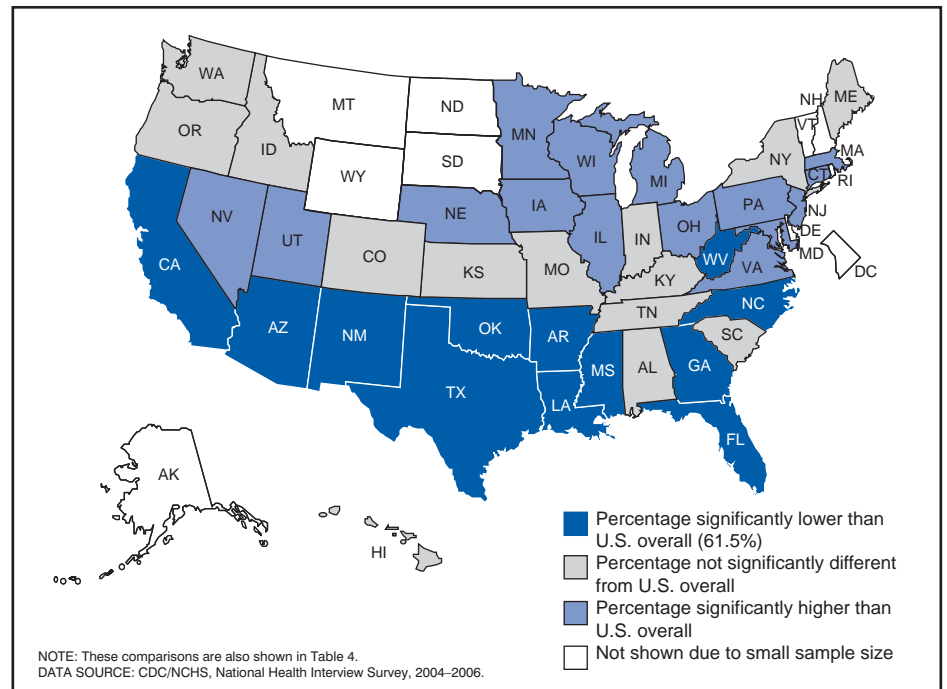 WA
MT
ND
MN
OR
ID
SD
WY
WI
MI
NY
NH
VT
ME
MA
CT
RI
NV
UT
NE
IA
IL
IN
OH
PA
NJ
DE
MD
DC
CA
CO
KS
MO
KY
WV
VA
AZ
NM
OK
AR
TN
NC
SC
TX
LA
MS
AL
GA
FL
AK
HI
Percentage significantly lower than
U.S. overall (61.5%)
Percentage not significantly different
from U.S. overall
Percentage significantly higher than
U.S. overall
Not shown due to small sample size
NOTE: These comparisons are also shown in Table 4.
DATA SOURCE: CDC/NCHS, National Health Interview Survey, 2004–2006.